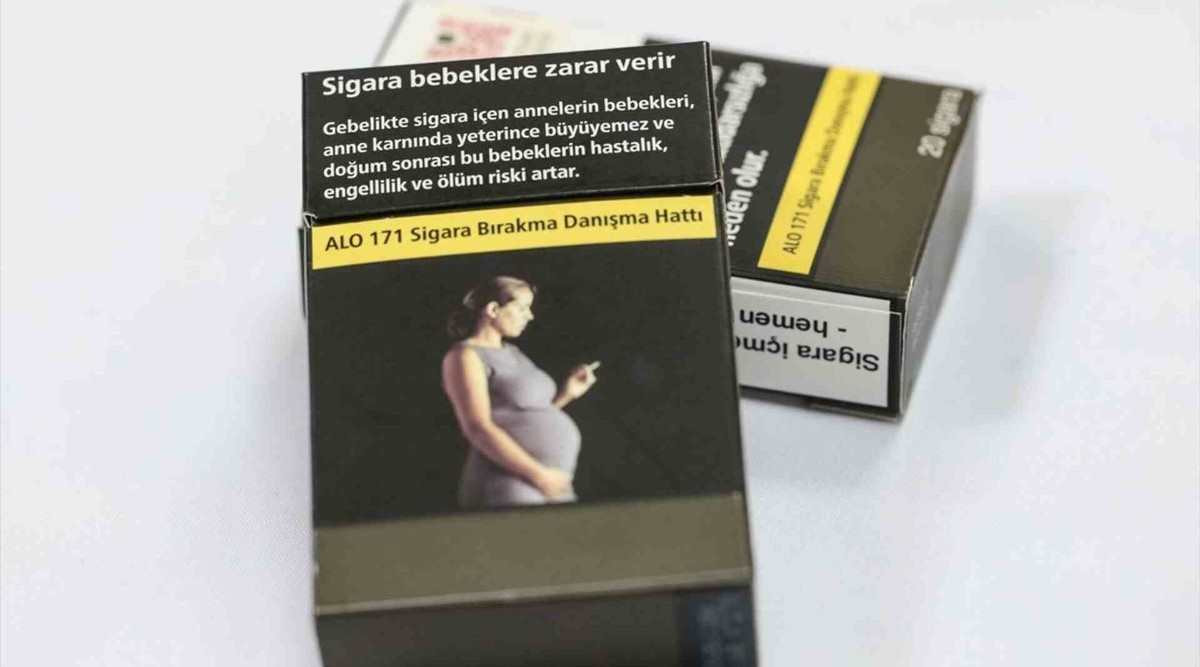 Sigara bebeklere zarar verir
Gebelikte sigara içen annelerin bebekleri,
anne karnında yeterince büyüyemez ve
doğum sonrası bu bebeklerin hastalık,
engellilik ve ölüm riski artar.
ALO 171 Sigara Bırakma Danışma Hattı
neden olur.
ALO 171 Sigara Bırakma Danışma Hattı
20 sigara
Sigara
- hemen